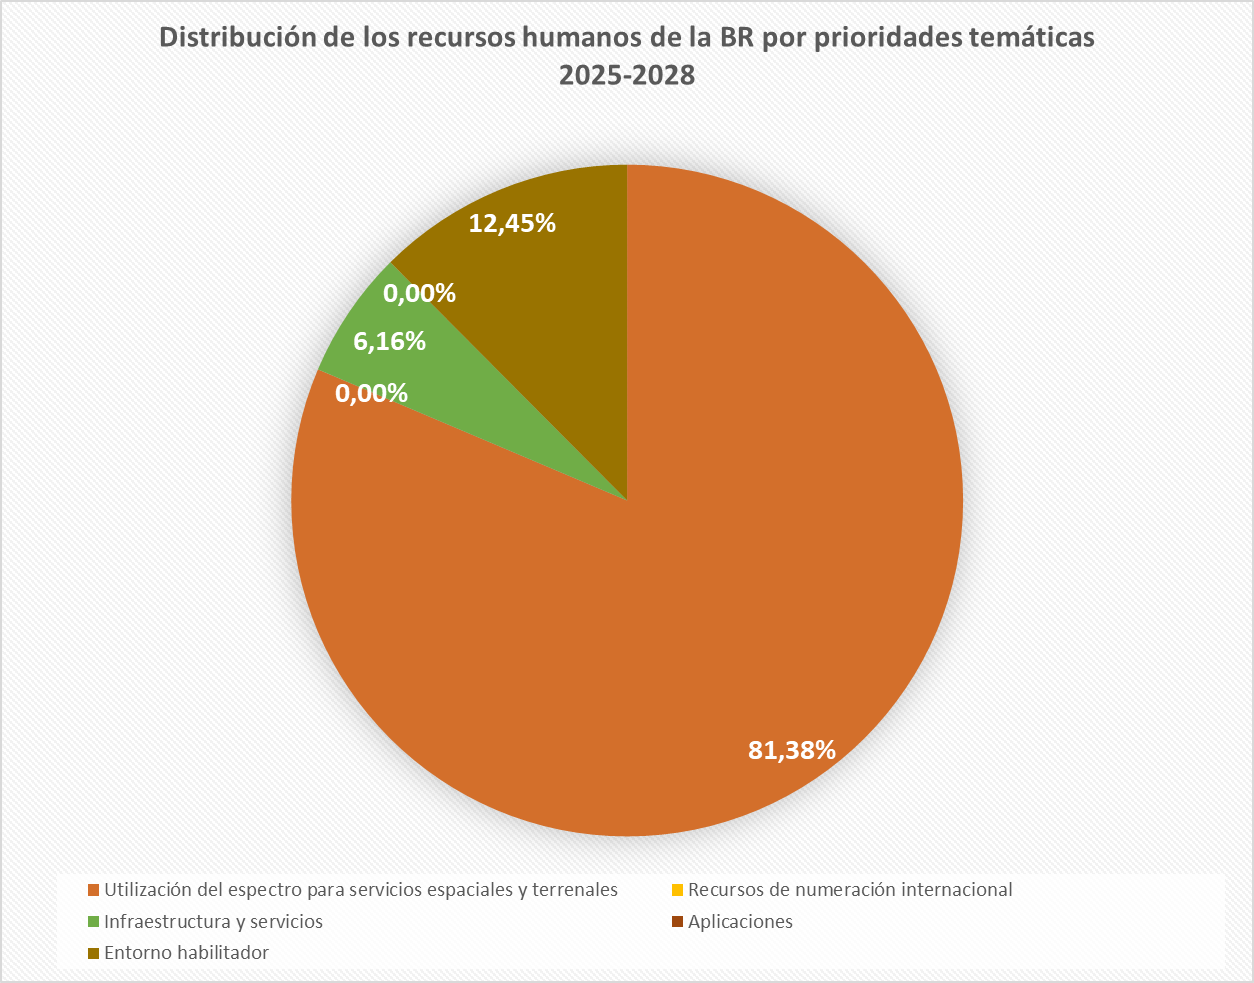 Distribución de los recursos humanos de la BR por prioridades temáticas
2025-2028
12,45%
0,00%
6,16%
0,00%
81,38%
Utilización del espectro para servicios espaciales y terrenales
Recursos de numeración internacional
Infraestructura y servicios
Aplicaciones
Entorno habilitador